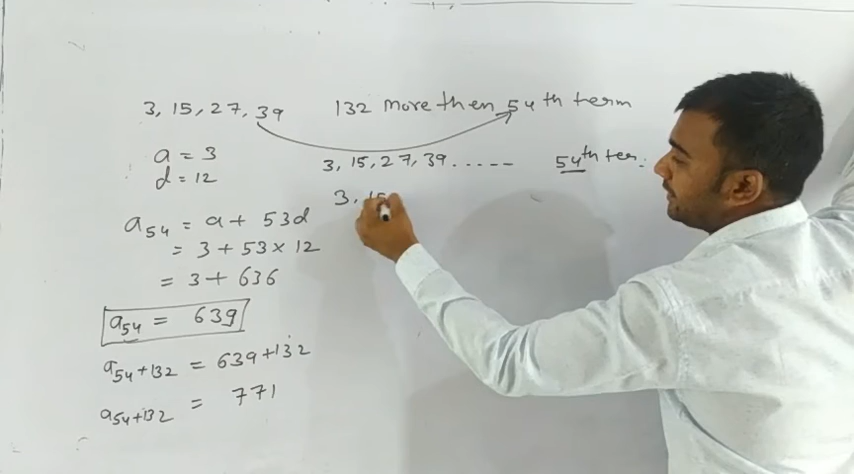 3, 15, 27, 39 132 more then 54th term
a = 3
d = 12
3, 15, 27, 39 ..... 54th ter.
3, 15
a54 = a + 53d
= 3 + 53 × 12
= 3 + 636
a54 = 639
a54+132 = 639+132
a54+132 = 771